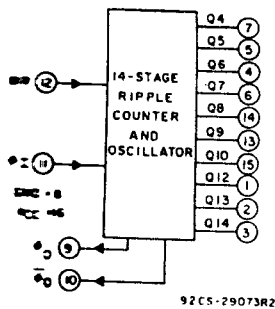 Q4 7
Q5 5
14-STAGE
RIPPLE
COUNTER
AND
OSCILLATOR
Q6 4
12
Q7 6
Q8 14
Q9 13
11
Q10 15
Q12 1
Q13 2
Q14 3
9
10
92CS-29073R2